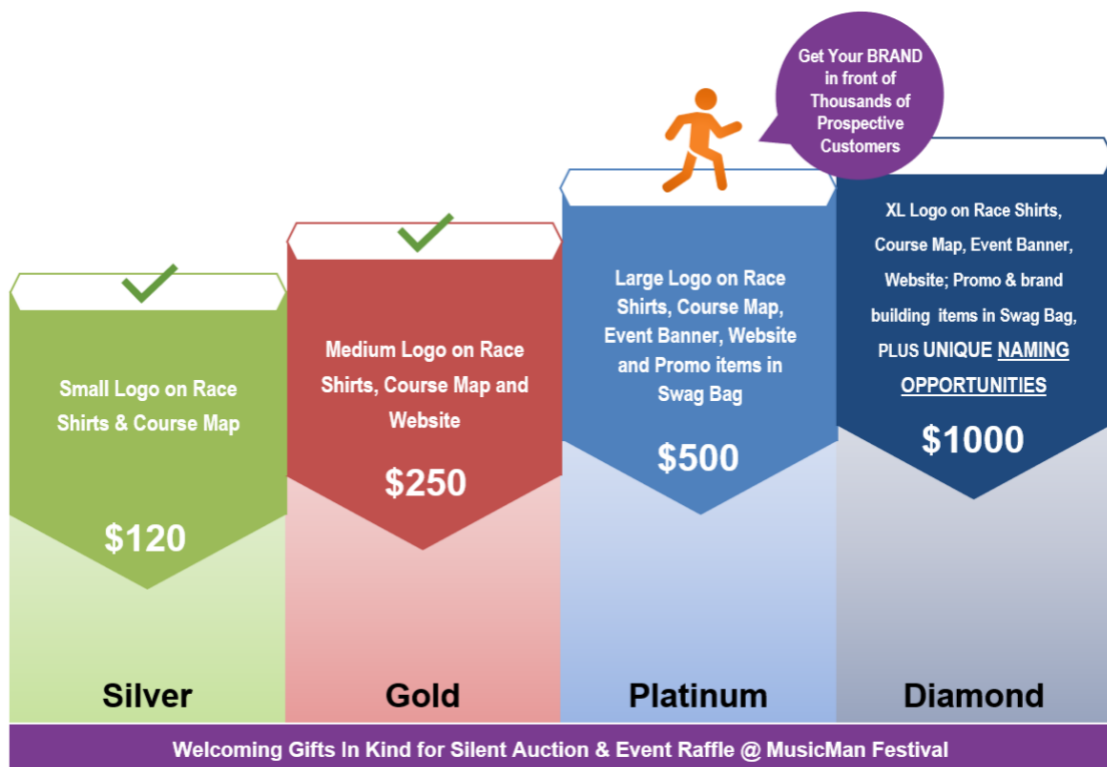 Get Your BRAND
in front of
Thousands of
Prospective
Customers
Small Logo on Race
Shirts & Course Map
$120
Silver
Medium Logo on Race
Shirts, Course Map and
Website
$250
Gold
Large Logo on Race
Shirts, Course Map,
Event Banner, Website
and Promo items in
Swag Bag
$500
Platinum
XL Logo on Race Shirts,
Course Map, Event Banner,
Website; Promo & brand
building items in Swag Bag,
PLUS UNIQUE NAMING
OPPORTUNITIES
$1000
Diamond
Welcoming Gifts In Kind for Silent Auction & Event Raffle @ MusicMan Festival